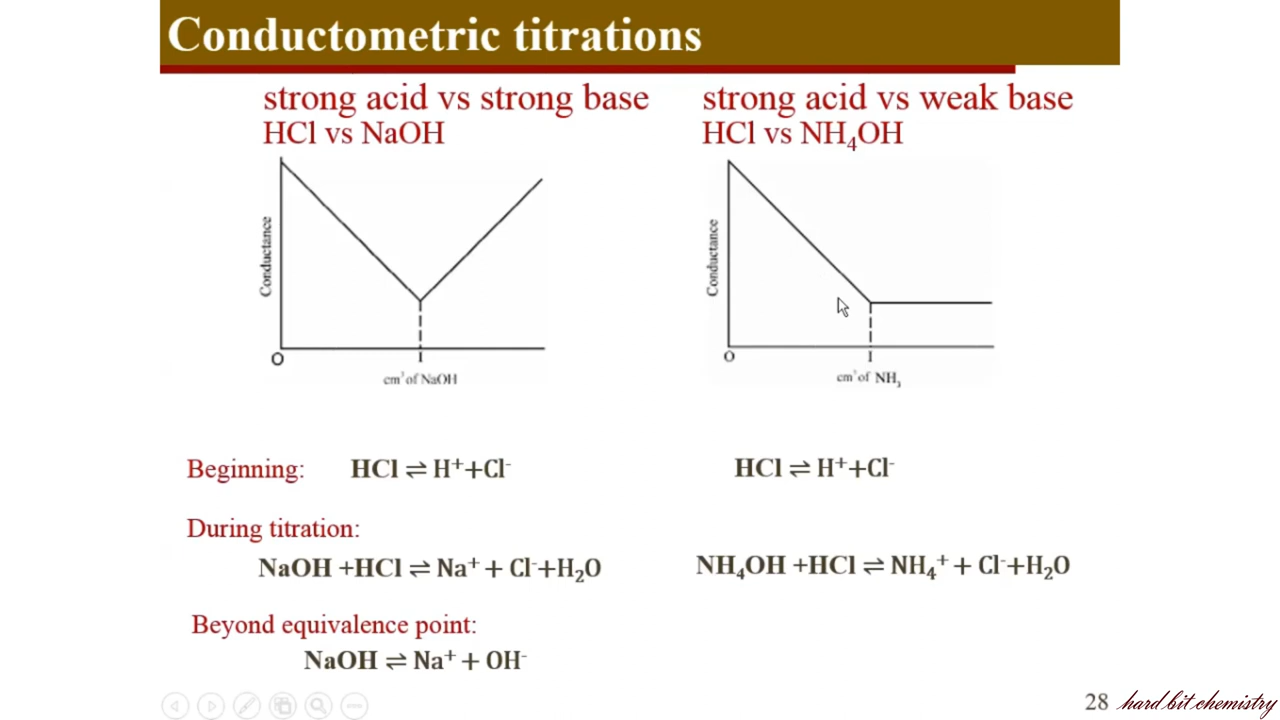 Conductometric titrations
strong acid vs strong base
HCl vs NaOH
Conductance
O
cm³ of NaOH
strong acid vs weak base
HCl vs NH₄OH
Conductance
O
cm³ of NH₃
Beginning: HCl ⇌ H⁺+Cl⁻
HCl ⇌ H⁺+Cl⁻
During titration:
NaOH +HCl ⇌ Na⁺ + Cl⁻+H₂O
NH₄OH +HCl ⇌ NH₄⁺ + Cl⁻+H₂O
Beyond equivalence point:
NaOH ⇌ Na⁺ + OH⁻
28 hard bit chemistry